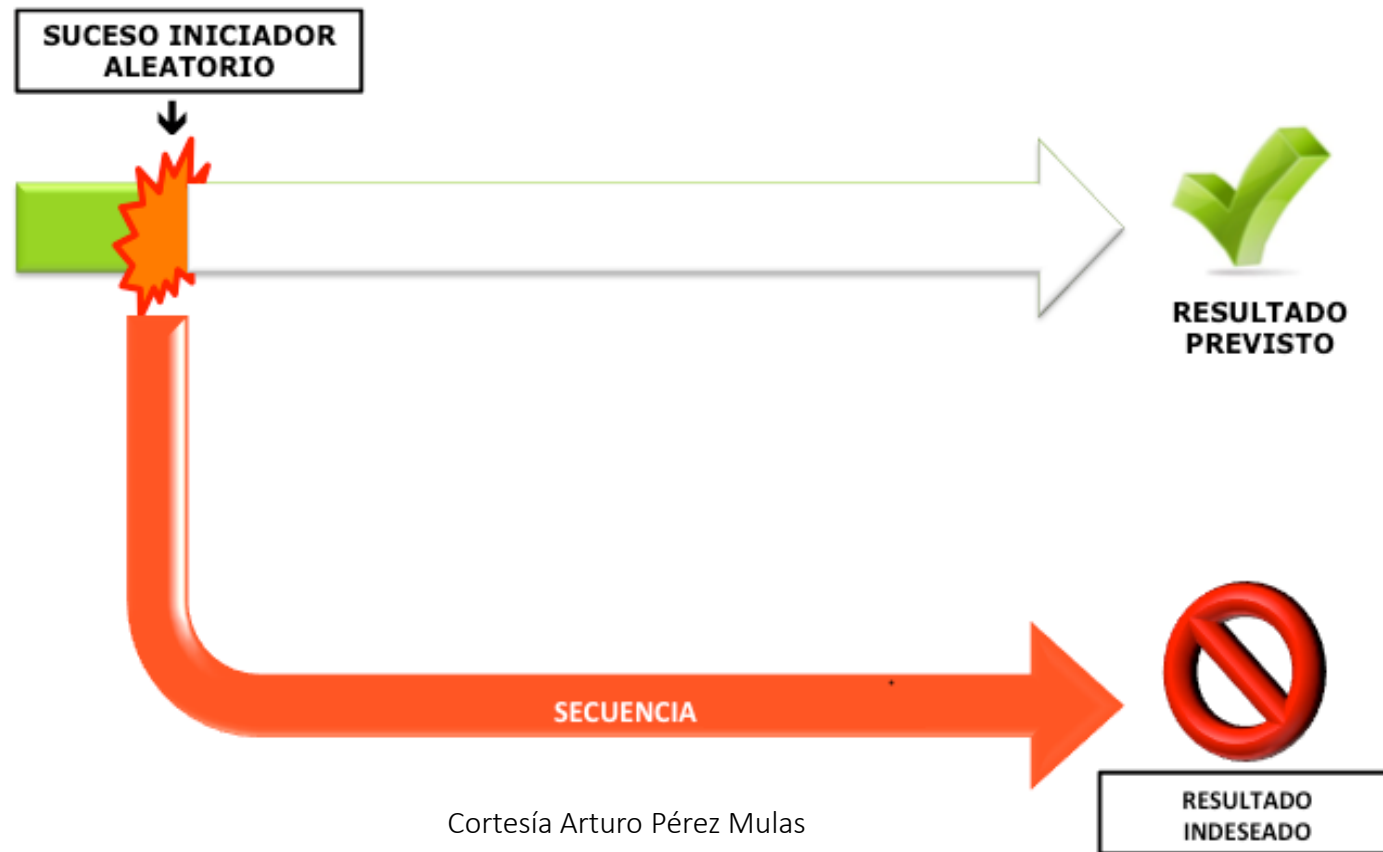 SUCESO INICIADOR
ALEATORIO
RESULTADO
PREVISTO
SECUENCIA
RESULTADO
INDESEADO
Cortesía Arturo Pérez Mulas